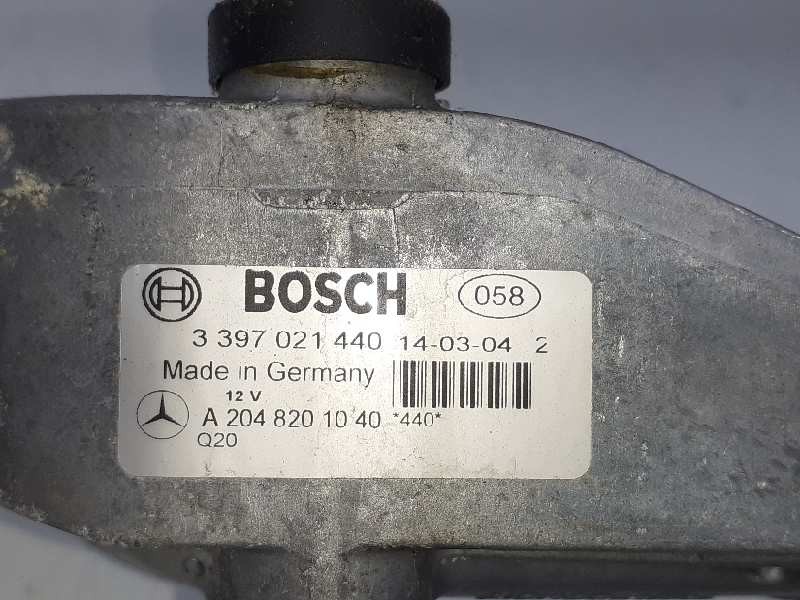 BOSCH 058
3 397 021 440 14-03-04 2
Made in Germany
12 V
A 204 820 10 40 *440*
Q20